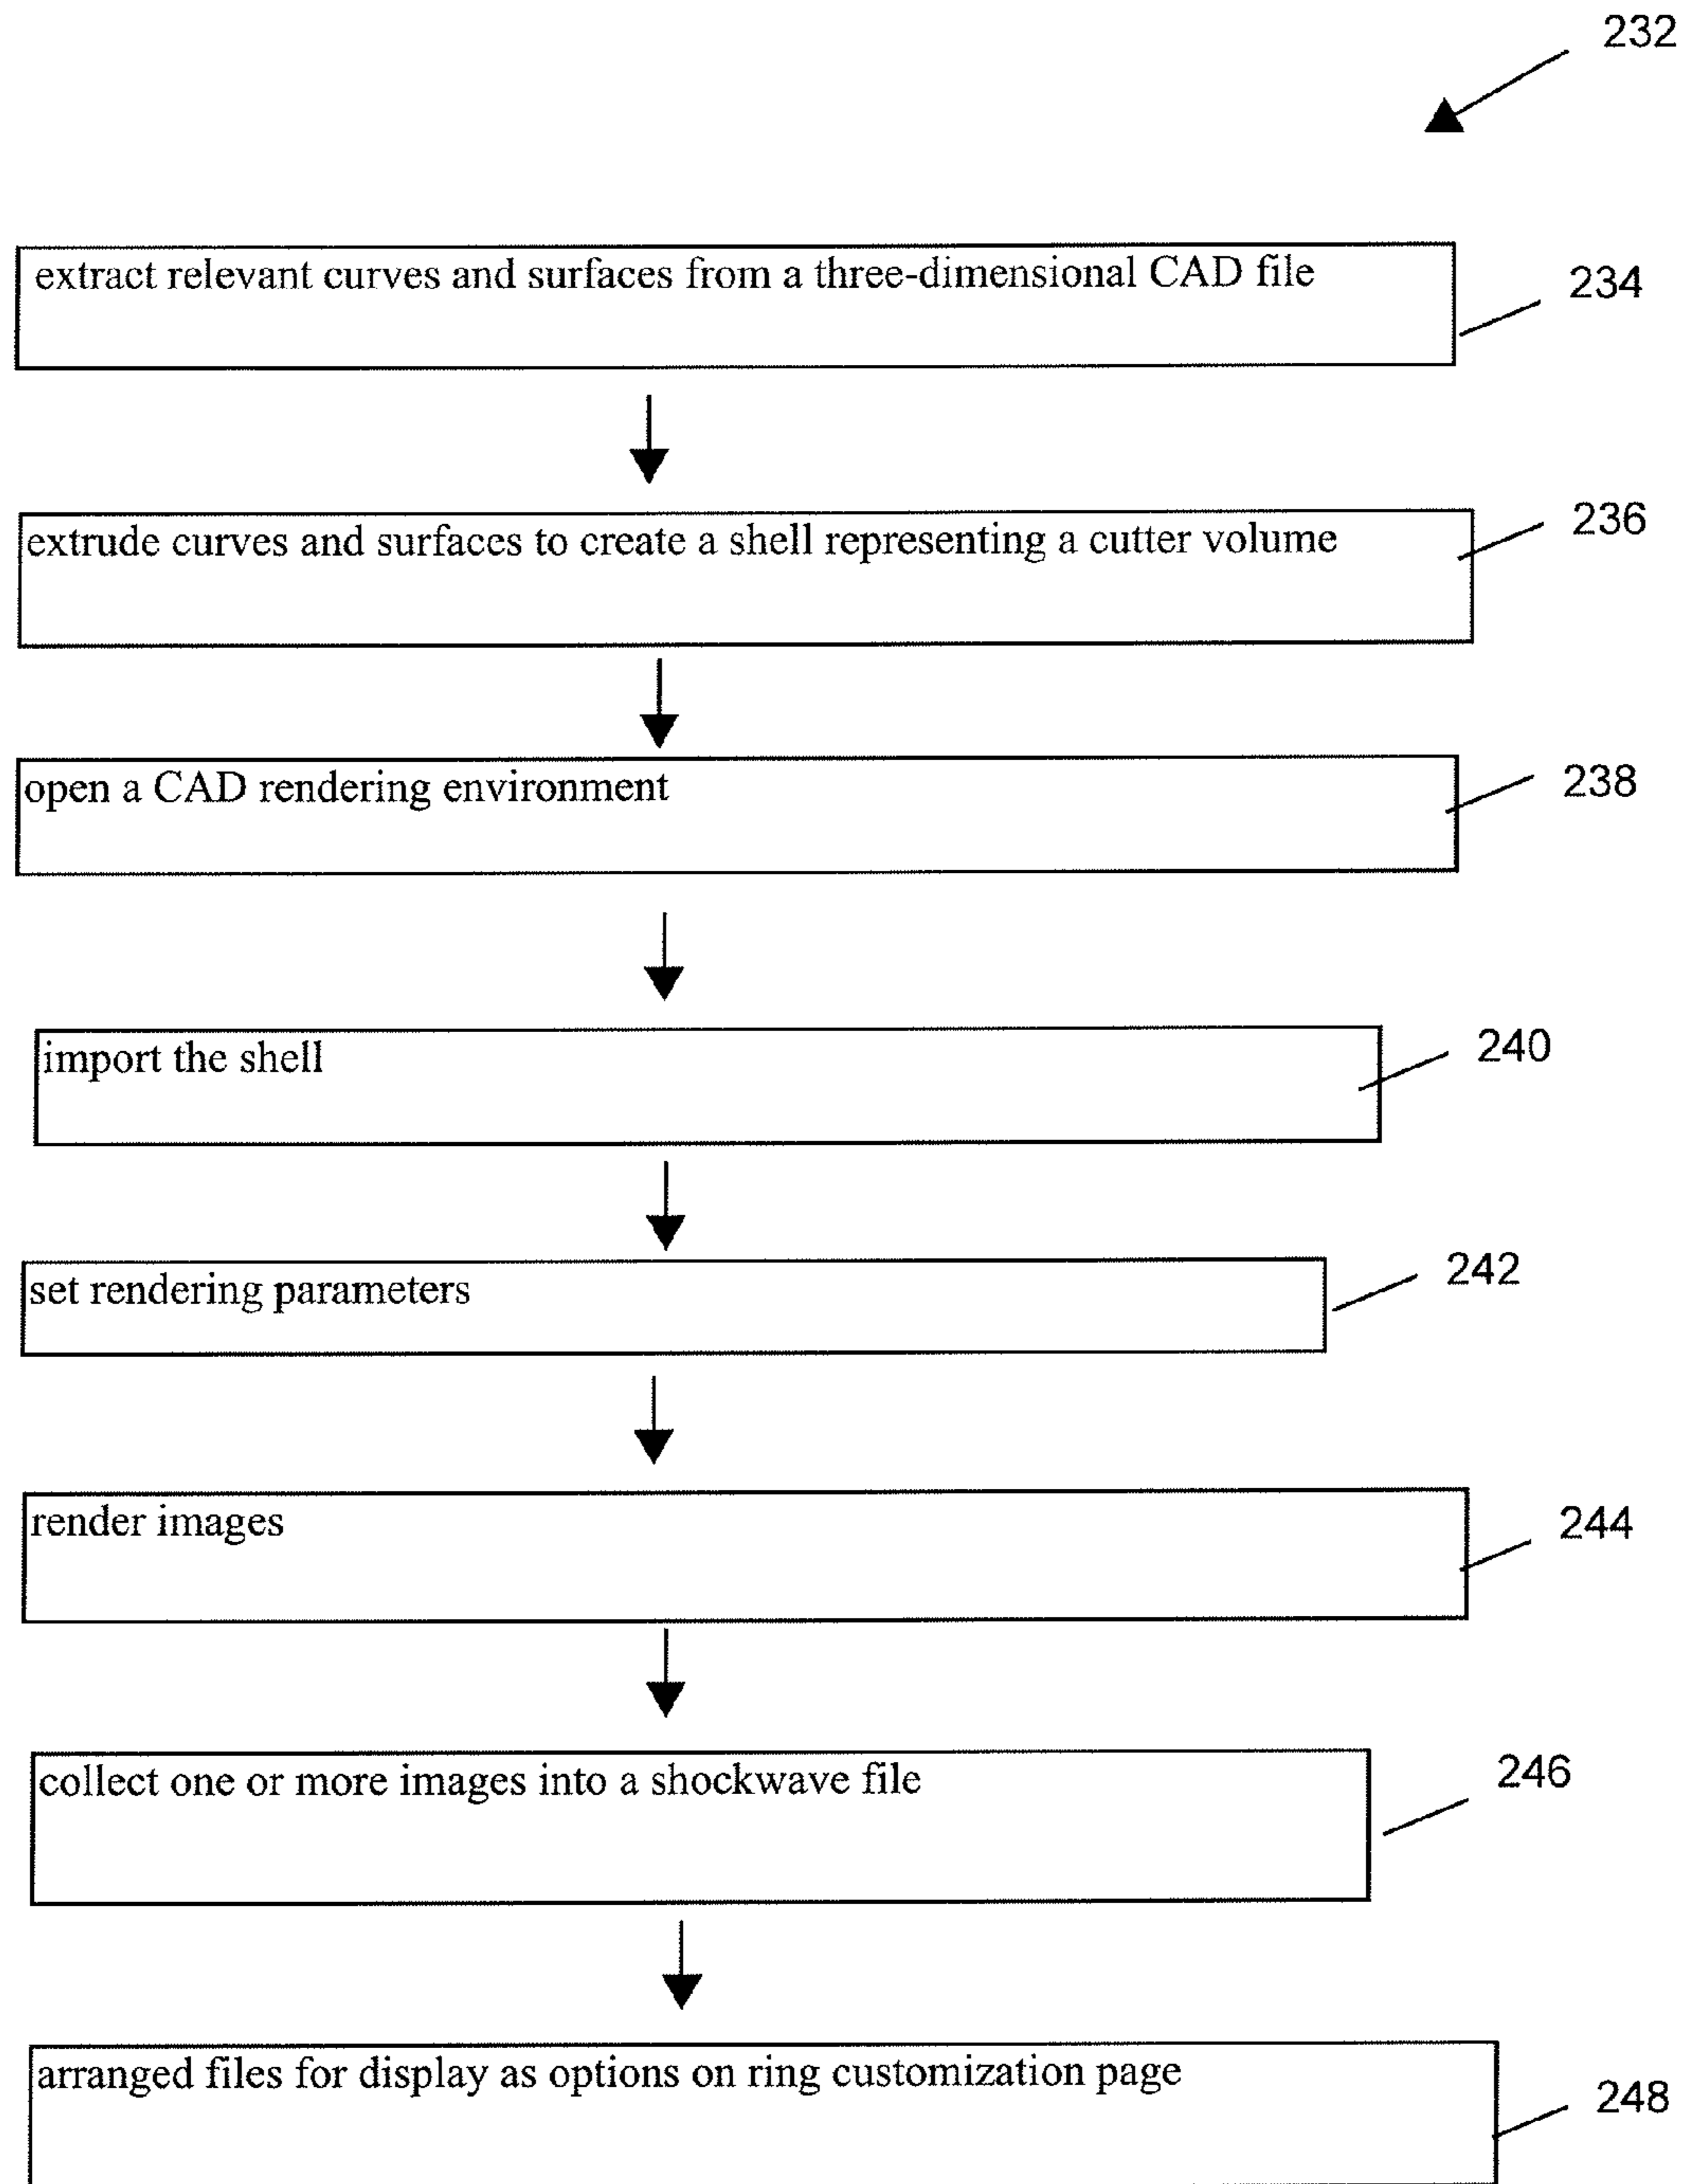 232
extract relevant curves and surfaces from a three-dimensional CAD file
234
extrude curves and surfaces to create a shell representing a cutter volume
236
open a CAD rendering environment
238
import the shell
240
set rendering parameters
242
render images
244
collect one or more images into a shockwave file
246
arranged files for display as options on ring customization page
248